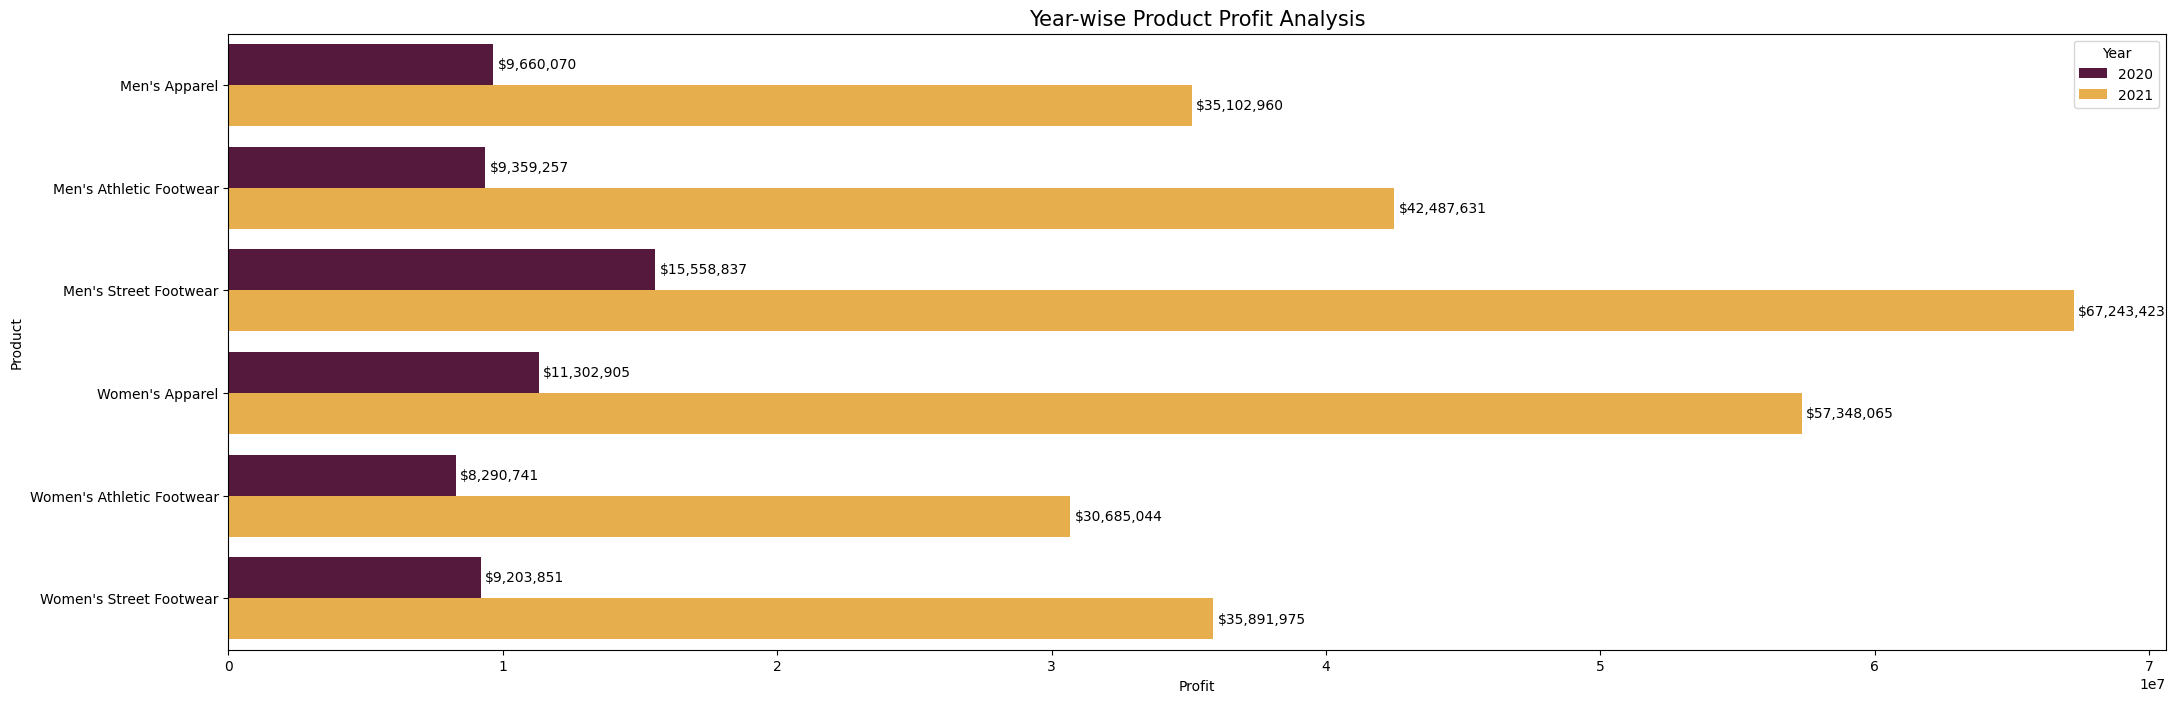 Year-wise Product Profit Analysis
Year
2020
2021
Product
Men's Apparel
$9,660,070
$35,102,960
Men's Athletic Footwear
$9,359,257
$42,487,631
Men's Street Footwear
$15,558,837
$67,243,423
Women's Apparel
$11,302,905
$57,348,065
Women's Athletic Footwear
$8,290,741
$30,685,044
Women's Street Footwear
$9,203,851
$35,891,975
0 1 2 3 4 5 6 7
1e7
Profit